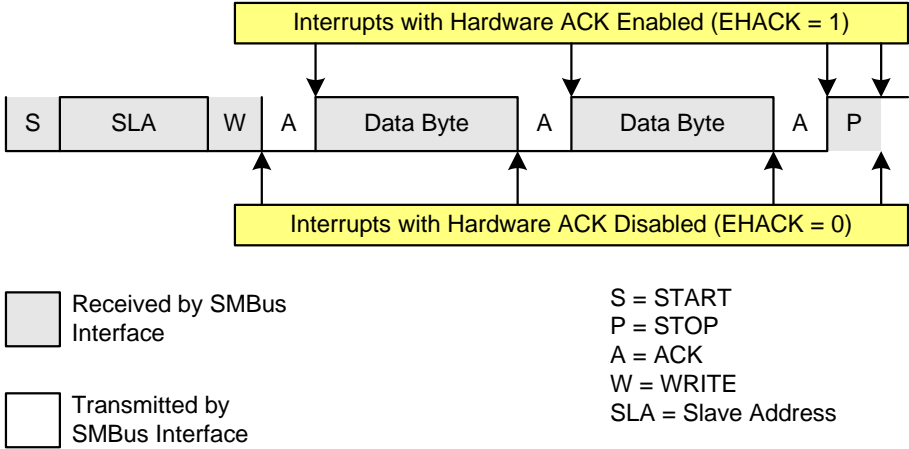 Interrupts with Hardware ACK Enabled (EHACK = 1)
S SLA W A Data Byte A Data Byte A P
Interrupts with Hardware ACK Disabled (EHACK = 0)
Received by SMBus
Interface
Transmitted by
SMBus Interface
S = START
P = STOP
A = ACK
W = WRITE
SLA = Slave Address